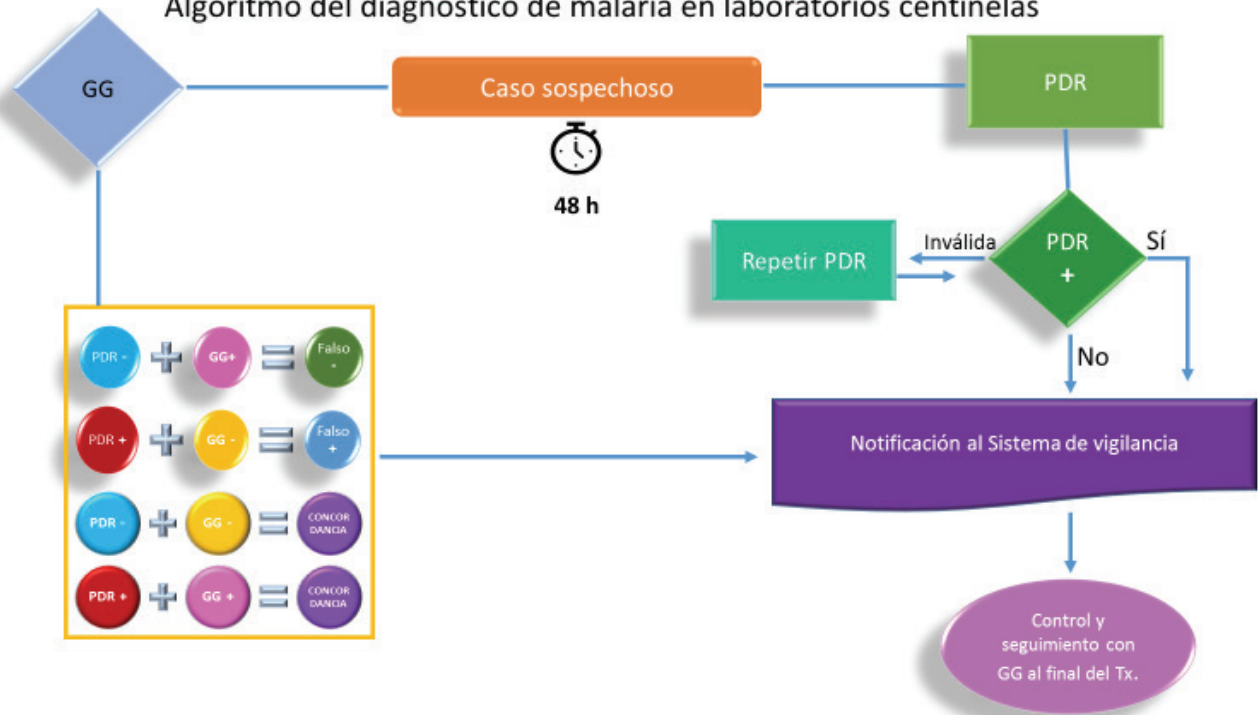 Algoritmo del diagnóstico de malaria en laboratorios centinelas
GG
Caso sospechoso
PDR
48 h
Repetir PDR
Inválida
PDR
+
Sí
No
PDR -
GG+
Falso
-
PDR +
GG -
Falso
+
PDR -
GG -
CONCOR
DANCIA
PDR +
GG +
CONCOR
DANCIA
Notificación al Sistema de vigilancia
Control y
seguimiento con
GG al final del Tx.